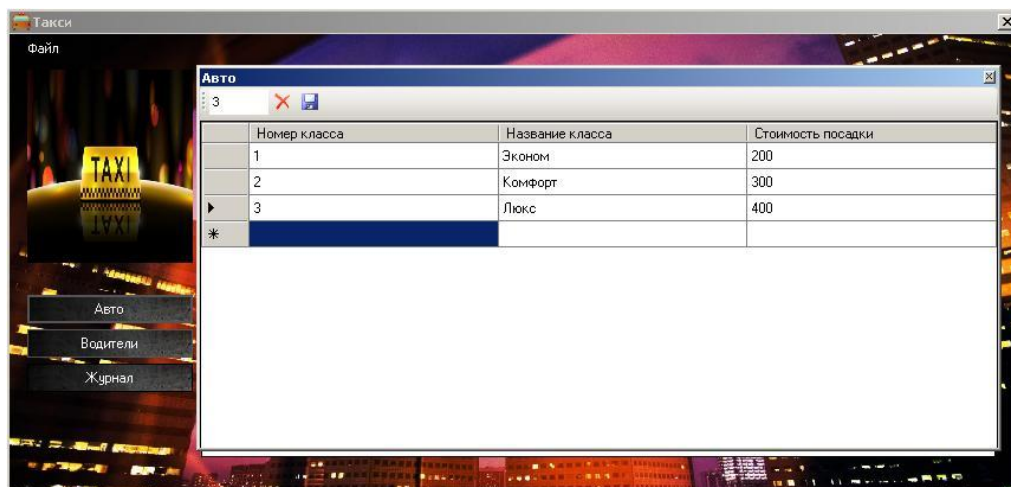 Такси
Файл
TAXI
Авто
3
Номер класса Название класса Стоимость посадки
1 Эконом 200
2 Комфорт 300
3 Люкс 400
Авто
Водители
Журнал